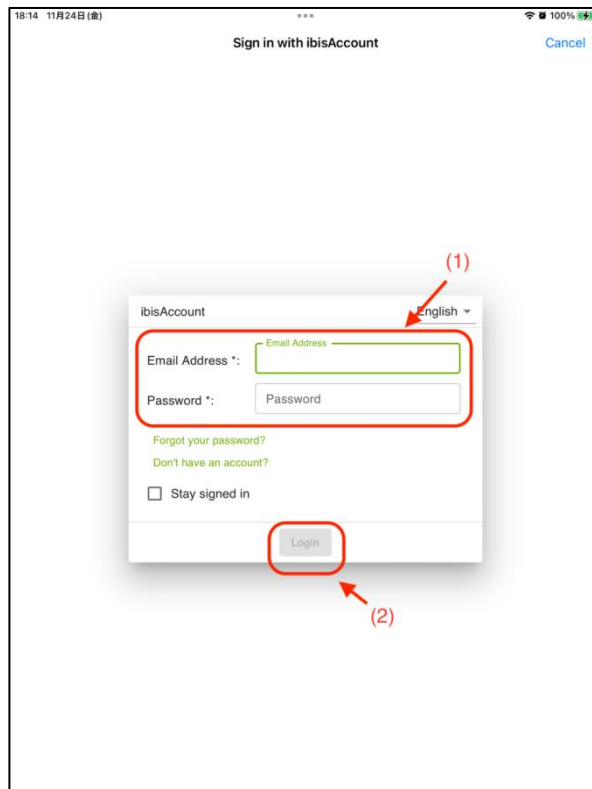 18:14 11月24日(金) 100%
Sign in with ibisAccount Cancel
(1)
ibisAccount English
Email Address
Email Address *:
Password *: Password
Forgot your password?
Don't have an account?
Stay signed in
Login
(2)